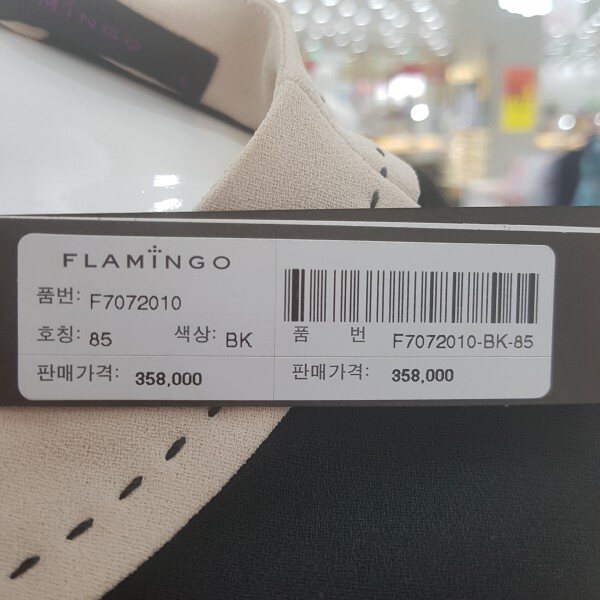 FLAMINGO
품번: F7072010
호칭: 85 색상: BK
판매가격: 358,000
품 번 F7072010-BK-85
판매가격: 358,000